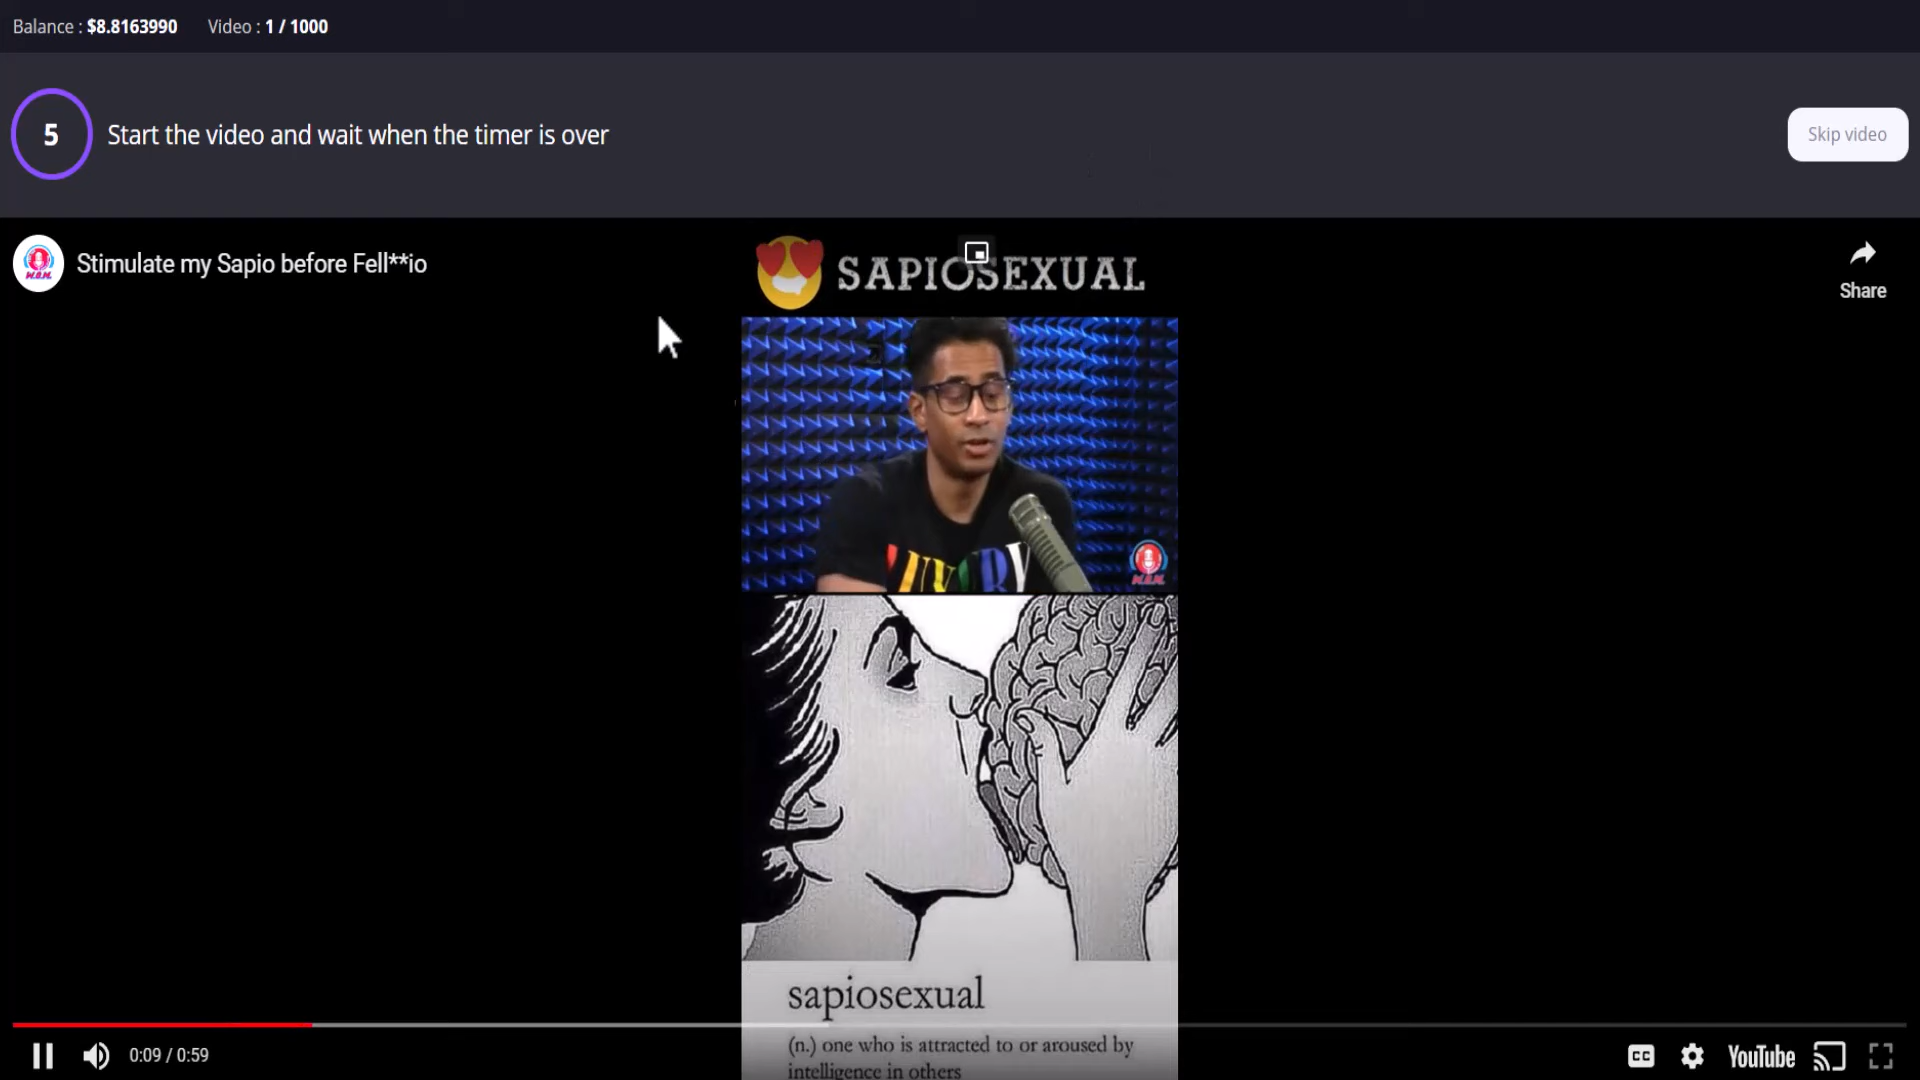 Balance : $8.8163990 Video : 1 / 1000
5 Start the video and wait when the timer is over
Skip video
Stimulate my Sapio before Fell**io
SAPIOSEXUAL
Share
W.O.M.
sapiosexual
(n.) one who is attracted to or aroused by
intelligence in others
0:09 / 0:59
CC
YouTube